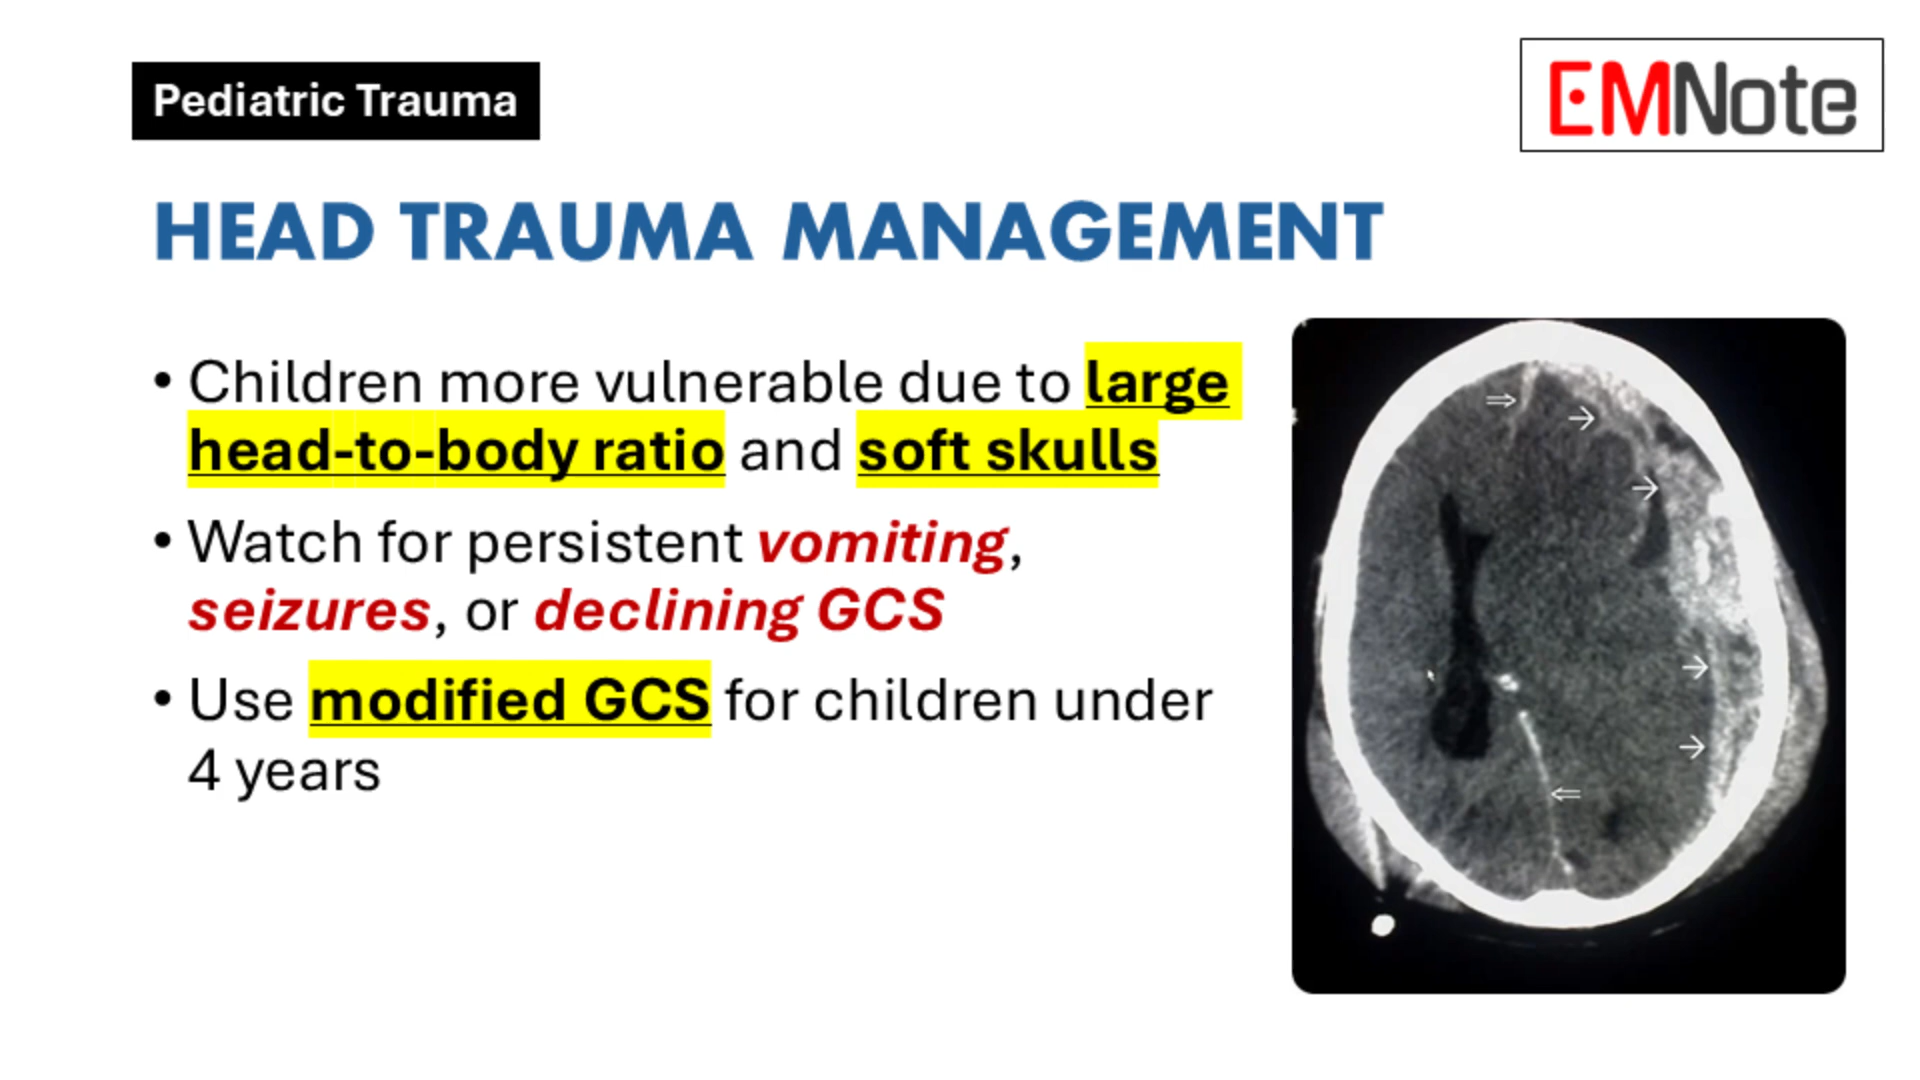 Pediatric Trauma
EMNote
HEAD TRAUMA MANAGEMENT
• Children more vulnerable due to large
head-to-body ratio and soft skulls
• Watch for persistent vomiting,
seizures, or declining GCS
• Use modified GCS for children under
4 years